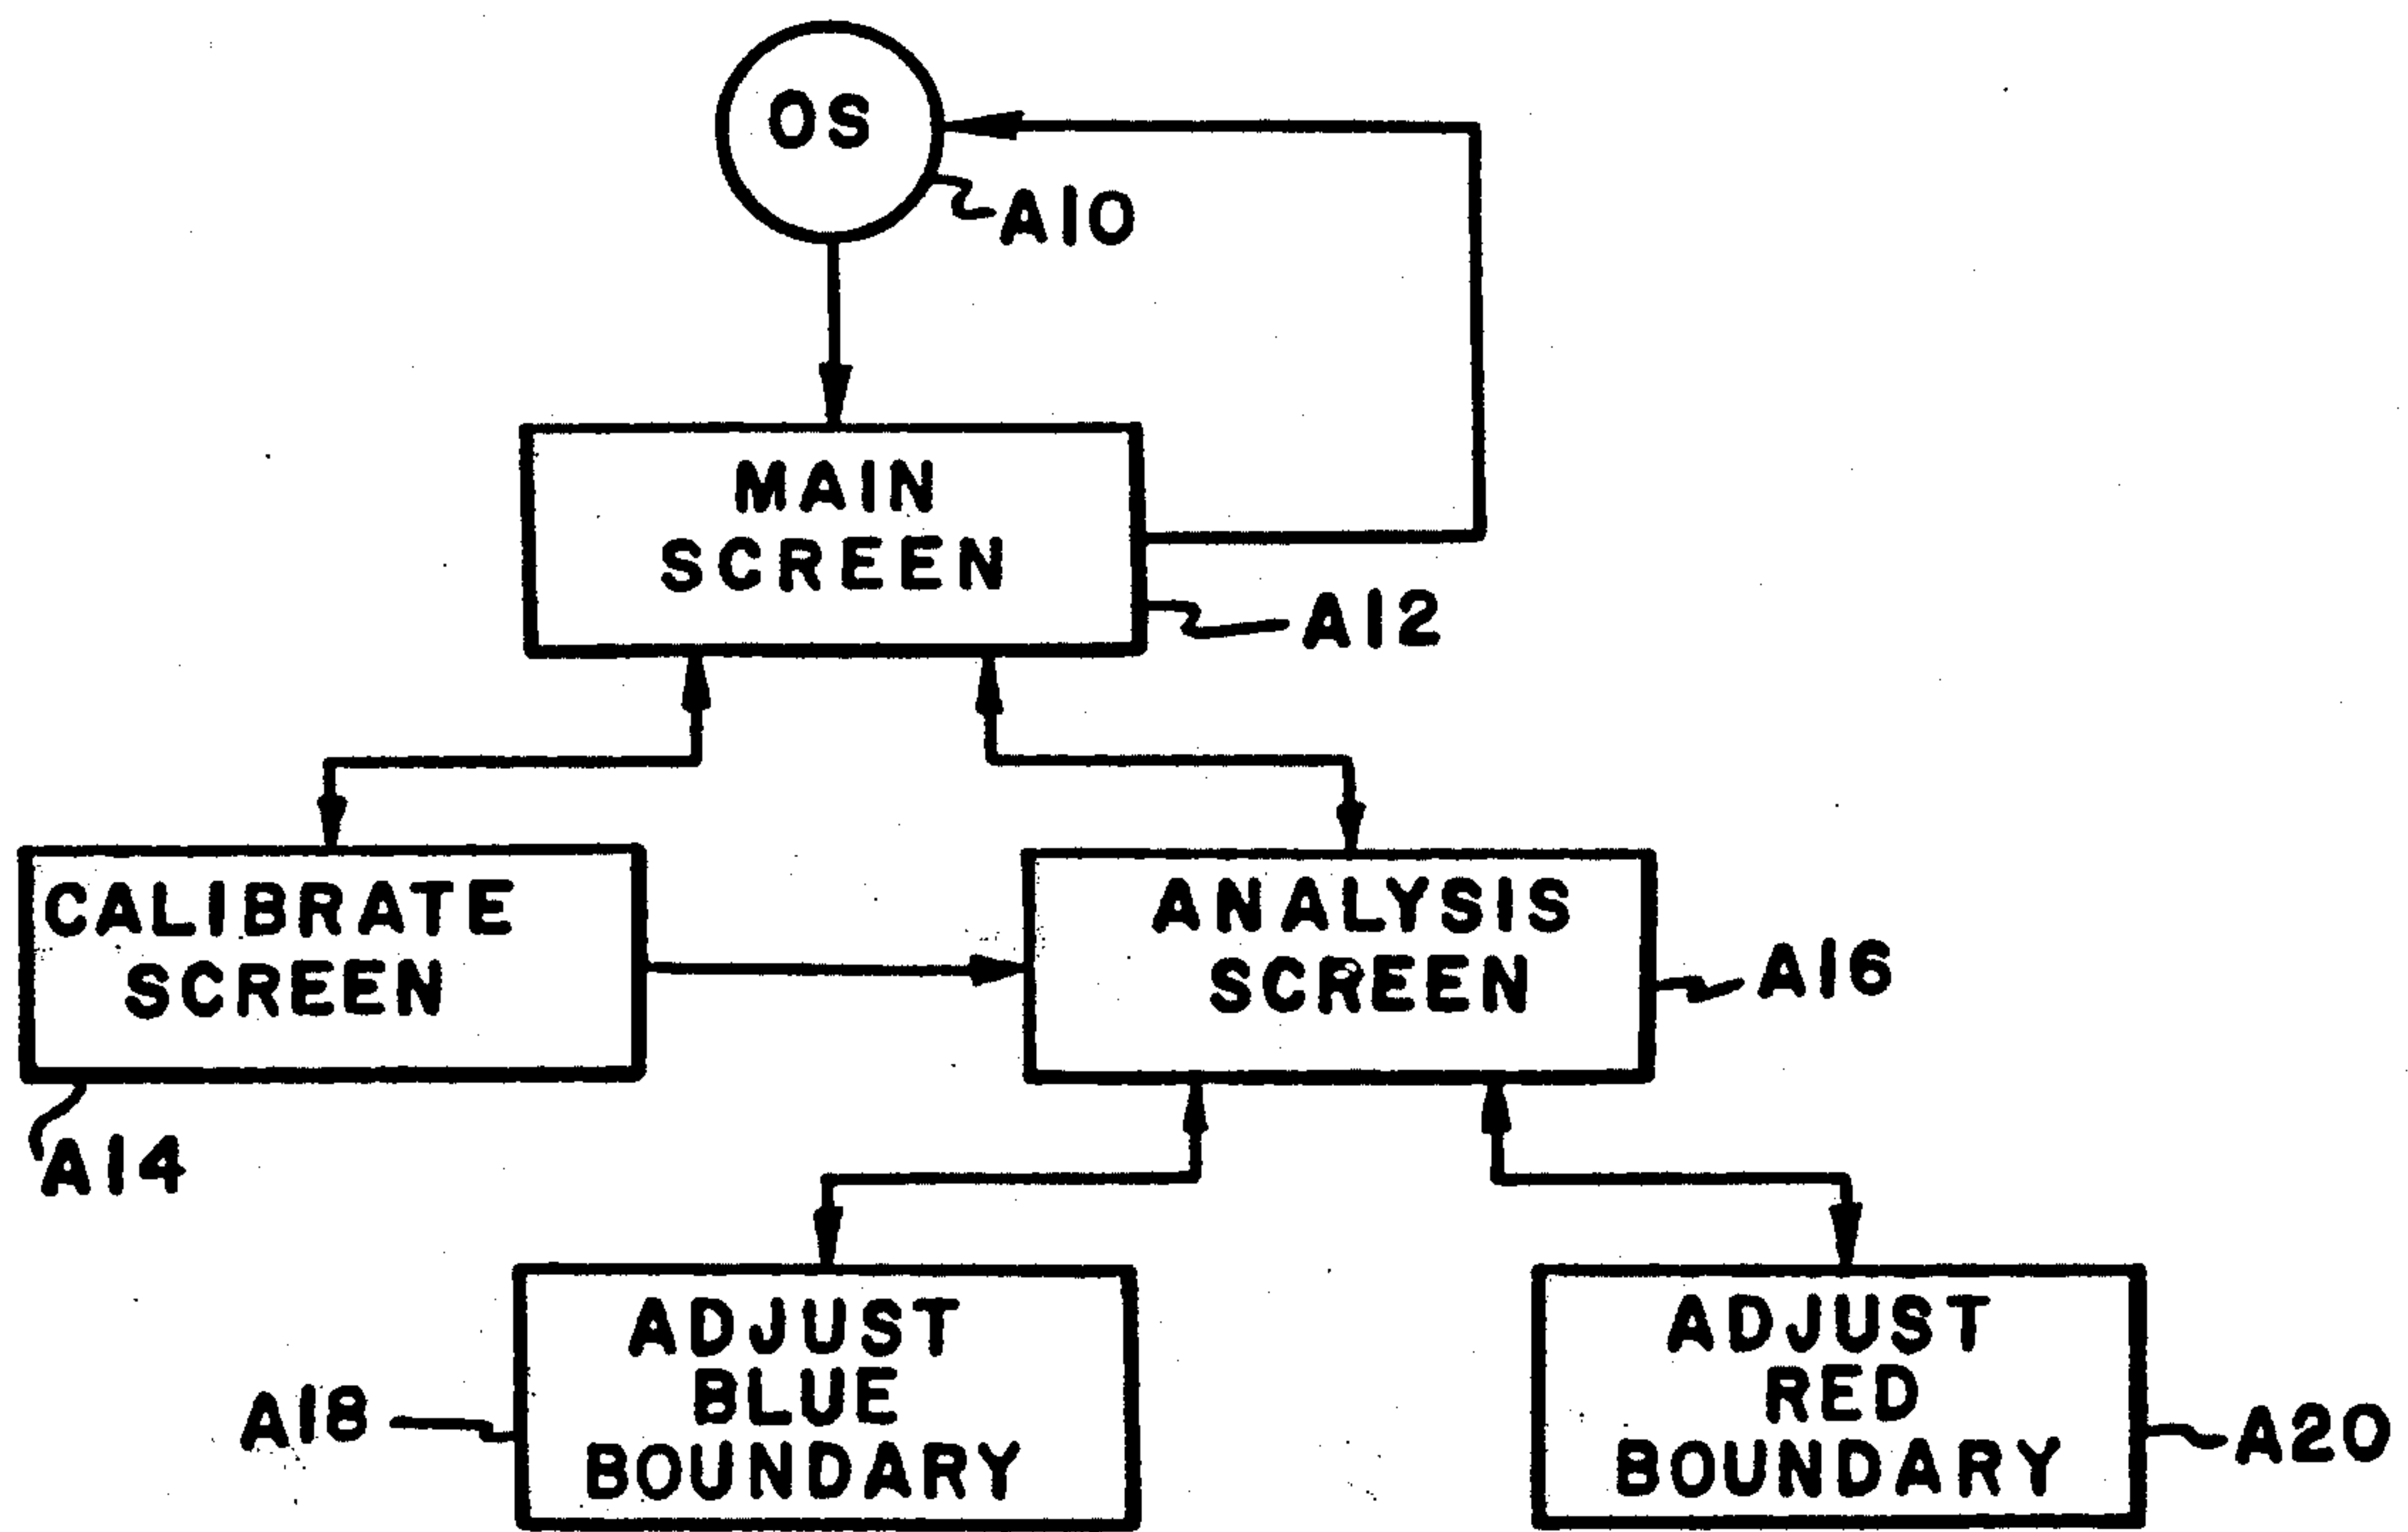 OS
A10
MAIN
SCREEN
A12
CALIBRATE
SCREEN
A14
ANALYSIS
SCREEN
A16
ADJUST
BLUE
BOUNDARY
A18
ADJUST
RED
BOUNDARY
A20